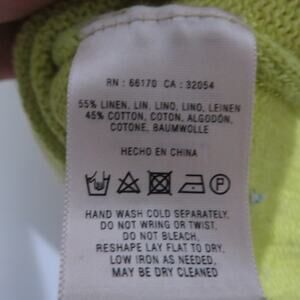 RN : 66170 CA : 32054
55% LINEN, LIN, LINO, LINO, LEINEN
45% COTTON, COTON, ALGODÓN,
COTONE, BAUMWOLLE
HECHO EN CHINA
P
HAND WASH COLD SEPARATELY.
DO NOT WRING OR TWIST.
DO NOT BLEACH.
RESHAPE LAY FLAT TO DRY.
LOW IRON AS NEEDED.
MAY BE DRY CLEANED